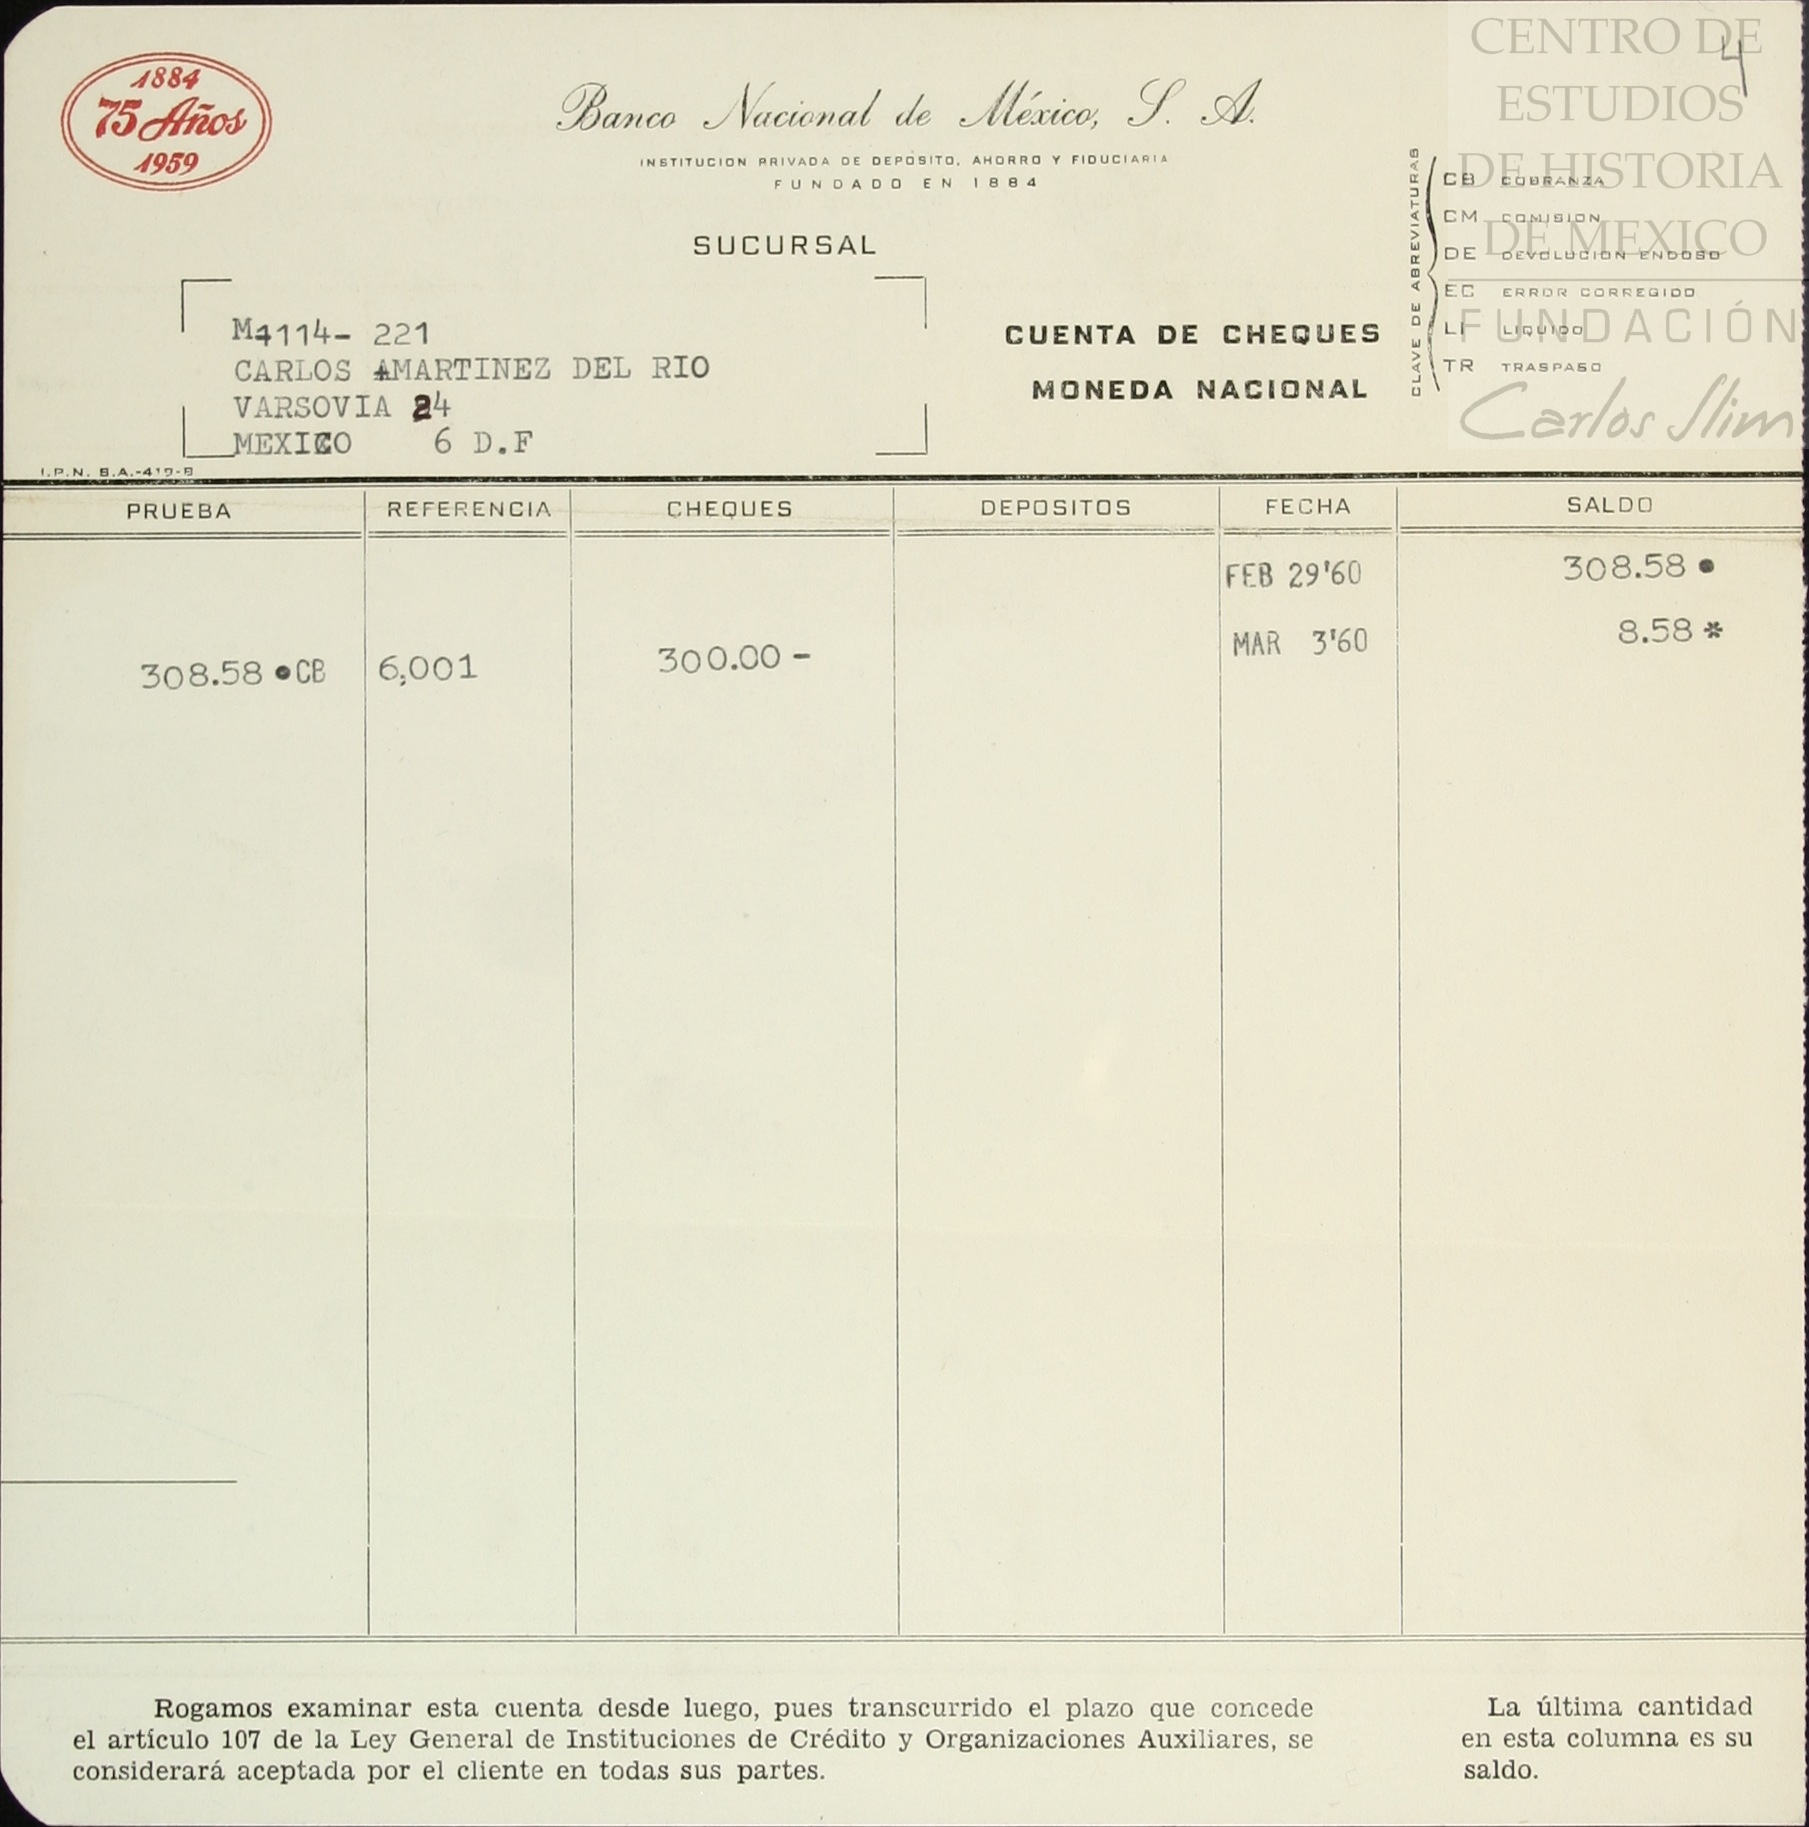 1884
75 Años
1959
Banco Nacional de México, S. A.
INSTITUCION PRIVADA DE DEPOSITO, AHORRO Y FIDUCIARIA
FUNDADO EN 1884
SUCURSAL
4
CENTRO DE
ESTUDIOS
DE HISTORIA
DE MEXICO
FUNDACIÓN
Carlos Slim
CLAVE DE ABREVIATURAS
CB COBRANZA
CM COMISION
DE DEVOLUCION ENDOSO
EC ERROR CORREGIDO
LI LIQUIDO
TR TRASPASO
M4114- 221
CARLOS AMARTINEZ DEL RIO
VARSOVIA 24
MEXICO 6 D.F
CUENTA DE CHEQUES
MONEDA NACIONAL
I.P.N. S.A.-419-B
PRUEBA REFERENCIA CHEQUES DEPOSITOS FECHA SALDO
FEB 29'60 308.58 •
308.58 •CB 6,001 300.00 - MAR 3'60 8.58 *
Rogamos examinar esta cuenta desde luego, pues transcurrido el plazo que concede
el artículo 107 de la Ley General de Instituciones de Crédito y Organizaciones Auxiliares, se
considerará aceptada por el cliente en todas sus partes.
La última cantidad
en esta columna es su
saldo.